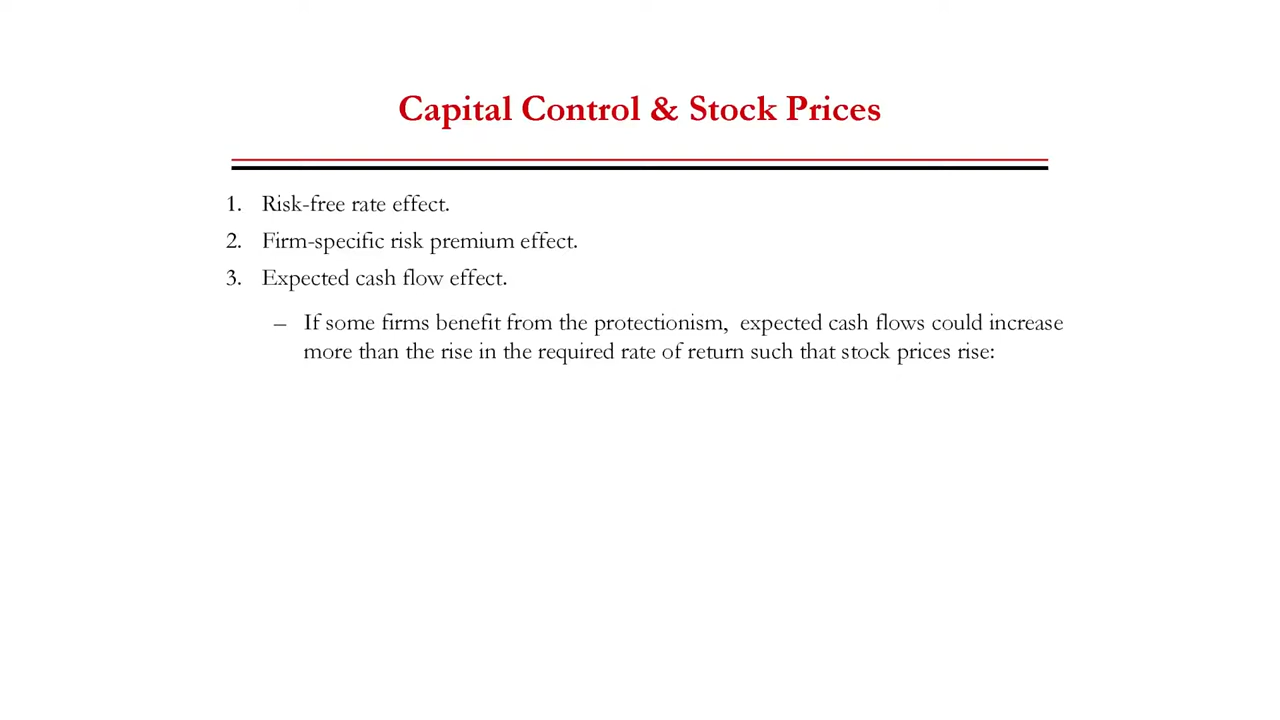 Capital Control & Stock Prices
1. Risk-free rate effect.
2. Firm-specific risk premium effect.
3. Expected cash flow effect.
– If some firms benefit from the protectionism, expected cash flows could increase
more than the rise in the required rate of return such that stock prices rise: